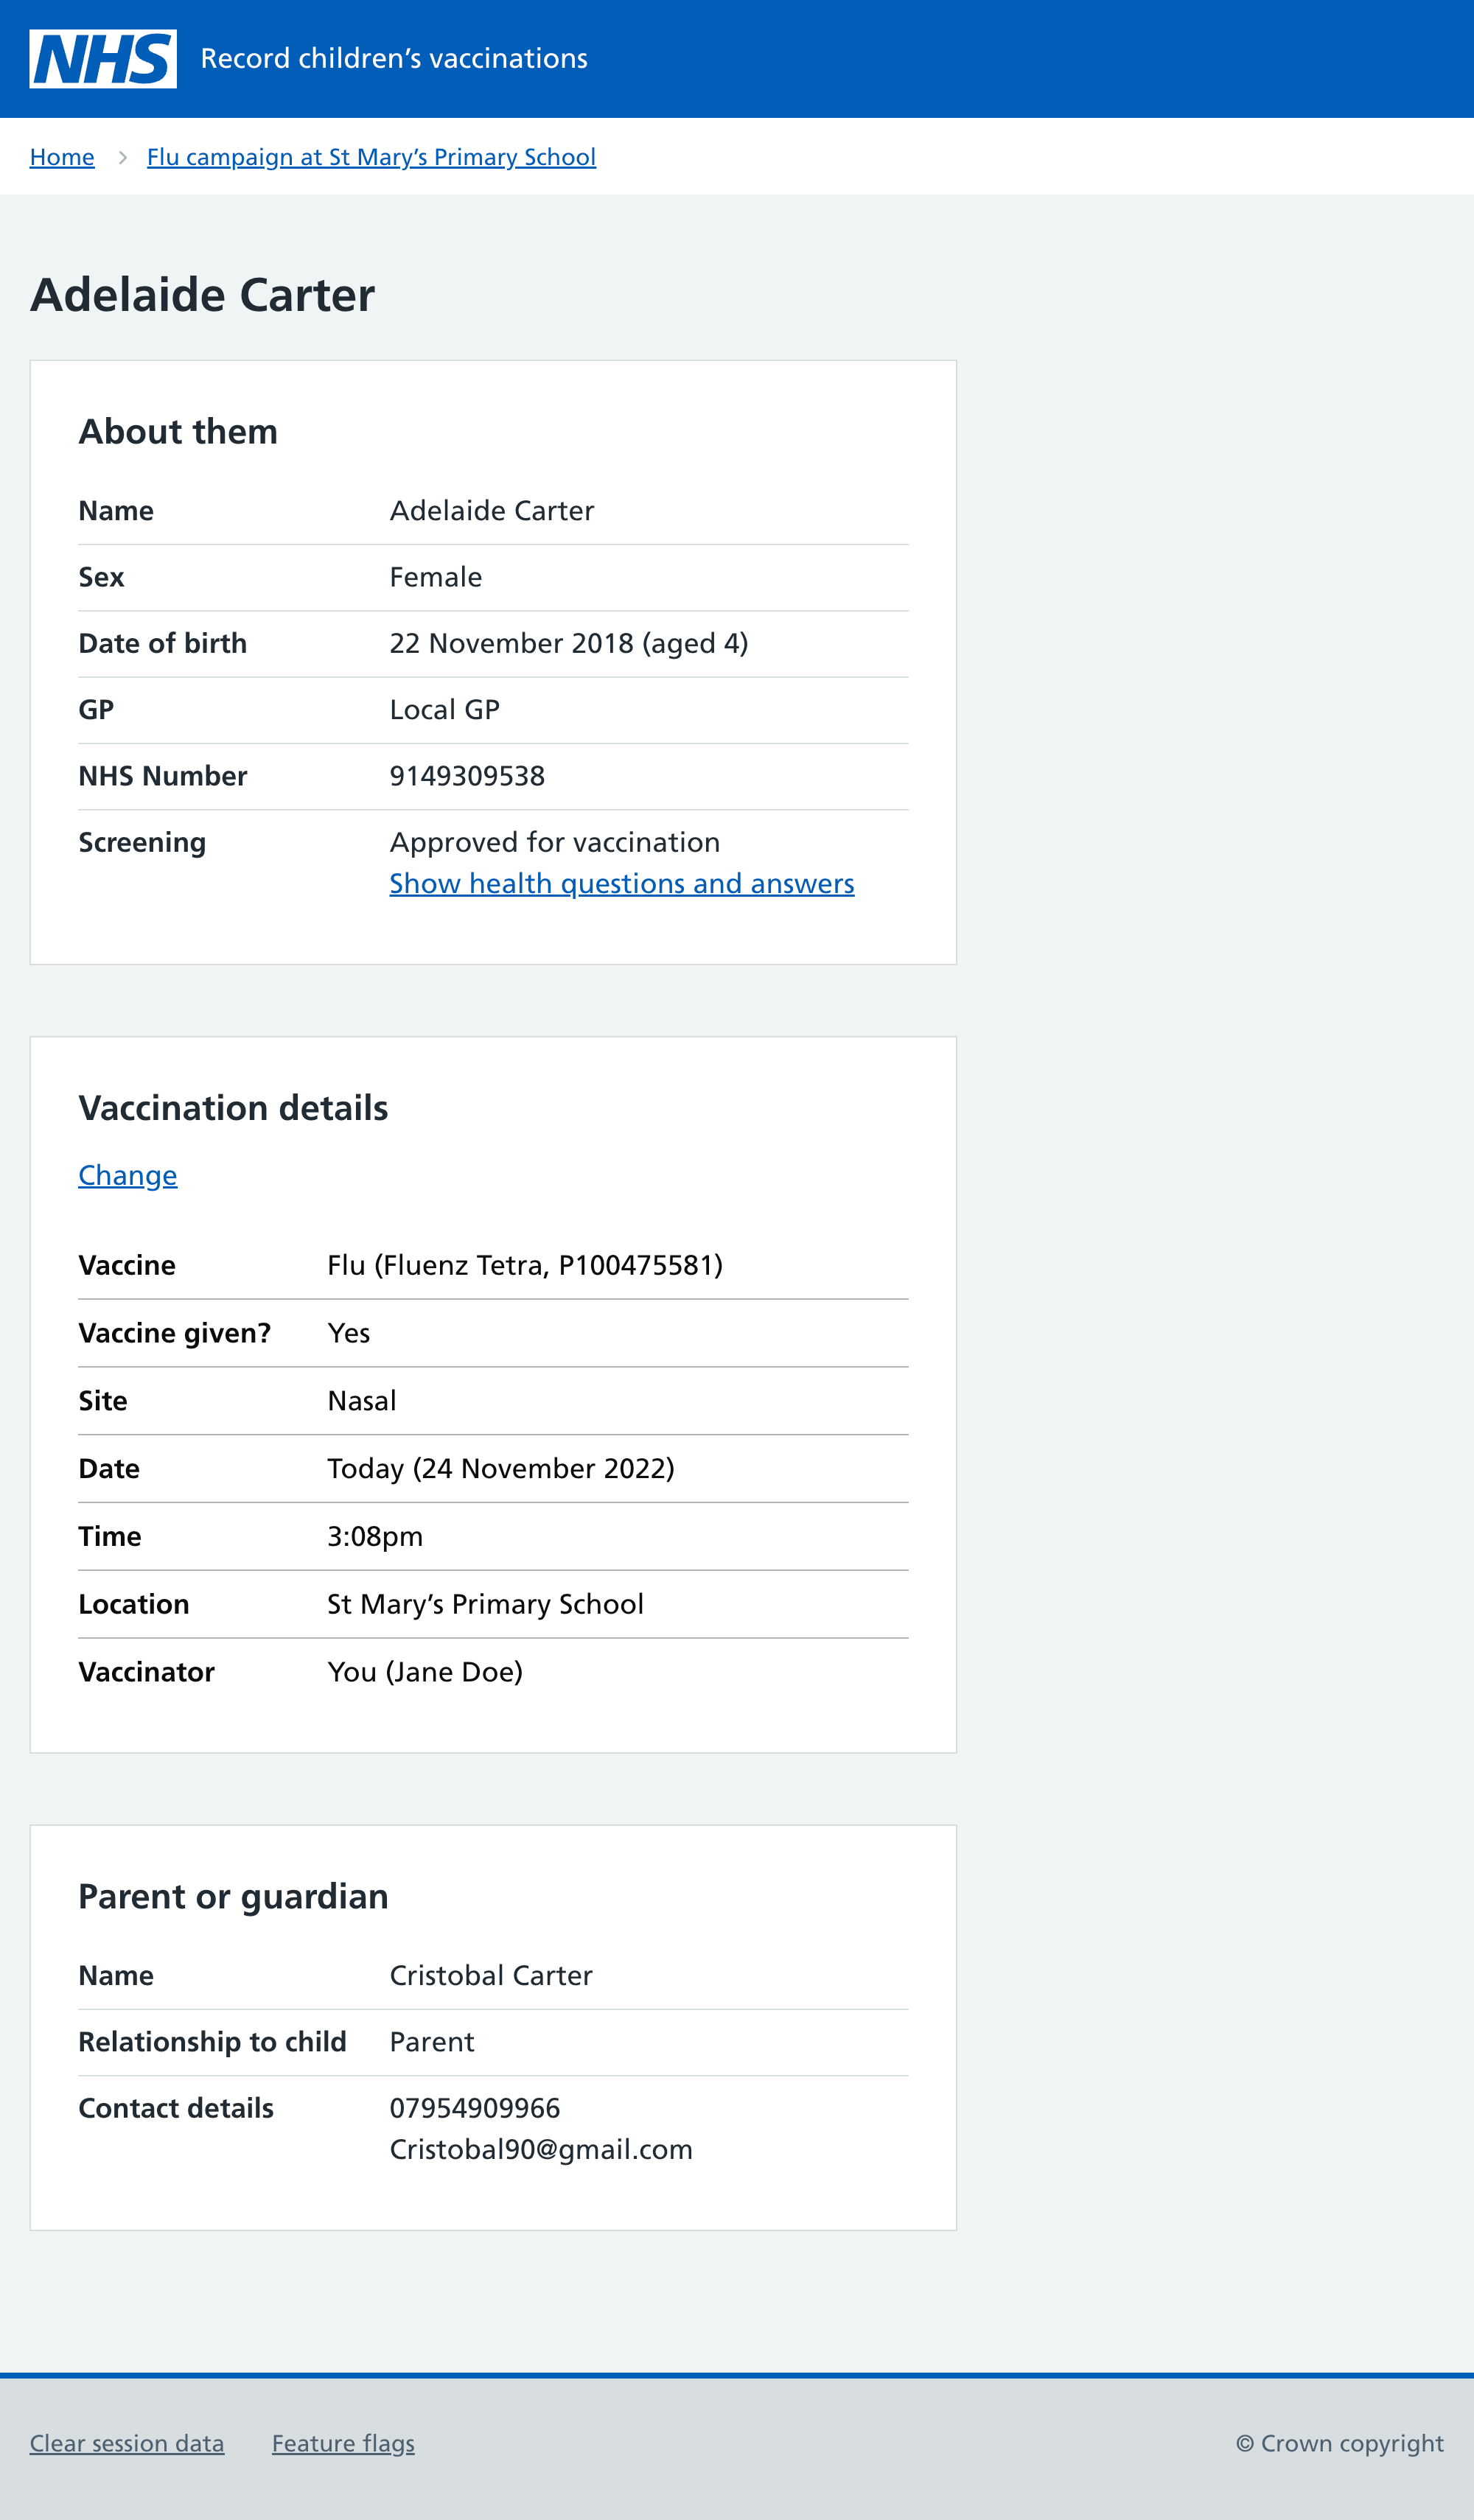 NHS Record children’s vaccinations
Home > Flu campaign at St Mary’s Primary School
Adelaide Carter
About them
Name Adelaide Carter
Sex Female
Date of birth 22 November 2018 (aged 4)
GP Local GP
NHS Number 9149309538
Screening Approved for vaccination
Show health questions and answers
Vaccination details
Change
Vaccine Flu (Fluenz Tetra, P100475581)
Vaccine given? Yes
Site Nasal
Date Today (24 November 2022)
Time 3:08pm
Location St Mary’s Primary School
Vaccinator You (Jane Doe)
Parent or guardian
Name Cristobal Carter
Relationship to child Parent
Contact details 07954909966
Cristobal90@gmail.com
Clear session data Feature flags © Crown copyright